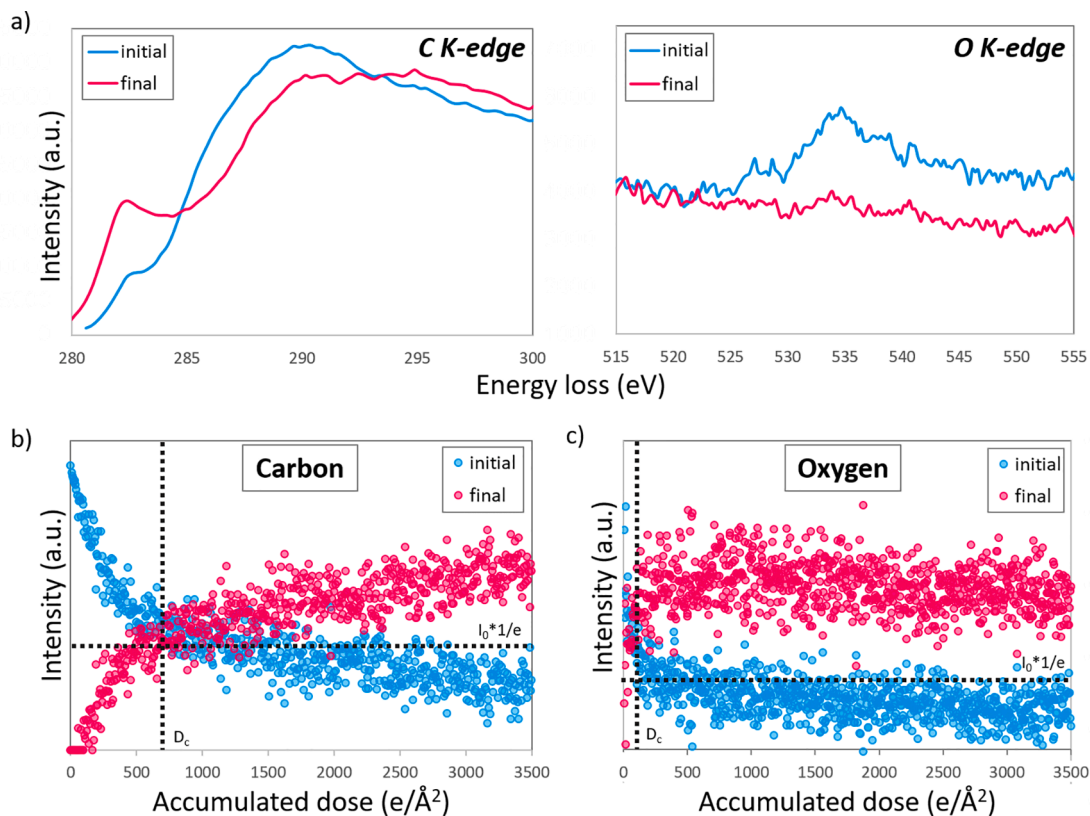 a)
initial
final
C K-edge
O K-edge
initial
final
Intensity (a.u.)
280 285 290 295 300
515 520 525 530 535 540 545 550 555
Energy loss (eV)
b)
Carbon
initial
final
Intensity (a.u.)
I0*1/e
Dc
0 500 1000 1500 2000 2500 3000 3500
Accumulated dose (e/Å²)
c)
Oxygen
initial
final
Intensity (a.u.)
I0*1/e
Dc
0 500 1000 1500 2000 2500 3000 3500
Accumulated dose (e/Å²)